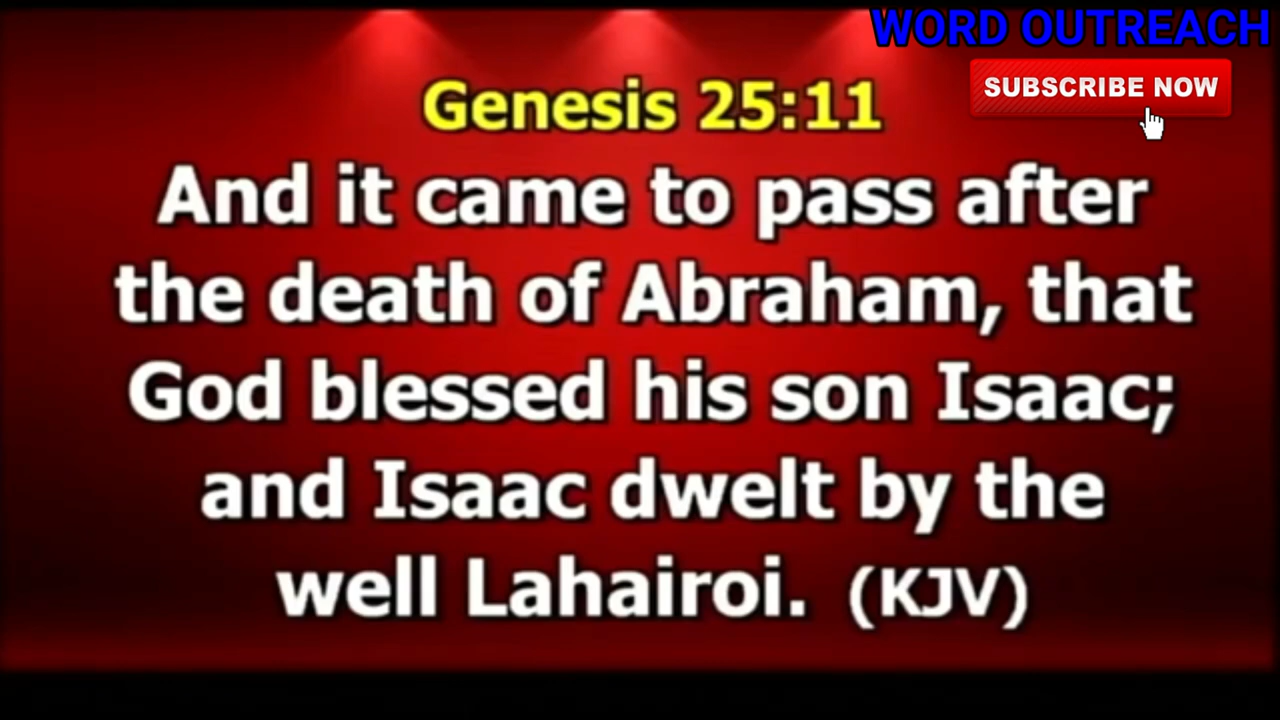 WORD OUTREACH
SUBSCRIBE NOW
Genesis 25:11
And it came to pass after
the death of Abraham, that
God blessed his son Isaac;
and Isaac dwelt by the
well Lahairoi. (KJV)